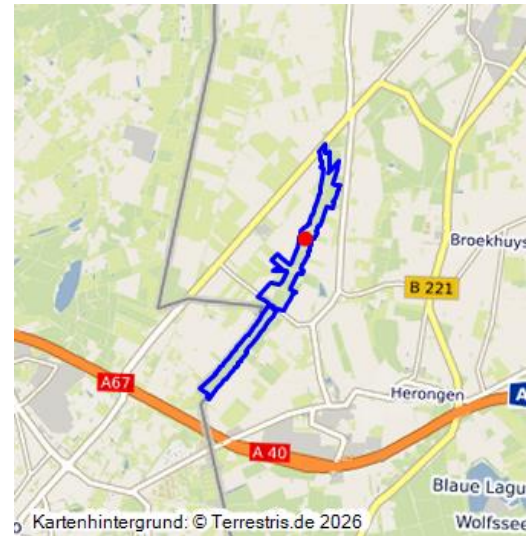 Broekhuys
B 221
A67
Herongen
A
A 40
Blaue Lagu
Wolfssee
o
Kartenhintergrund: © Terrestris.de 2026